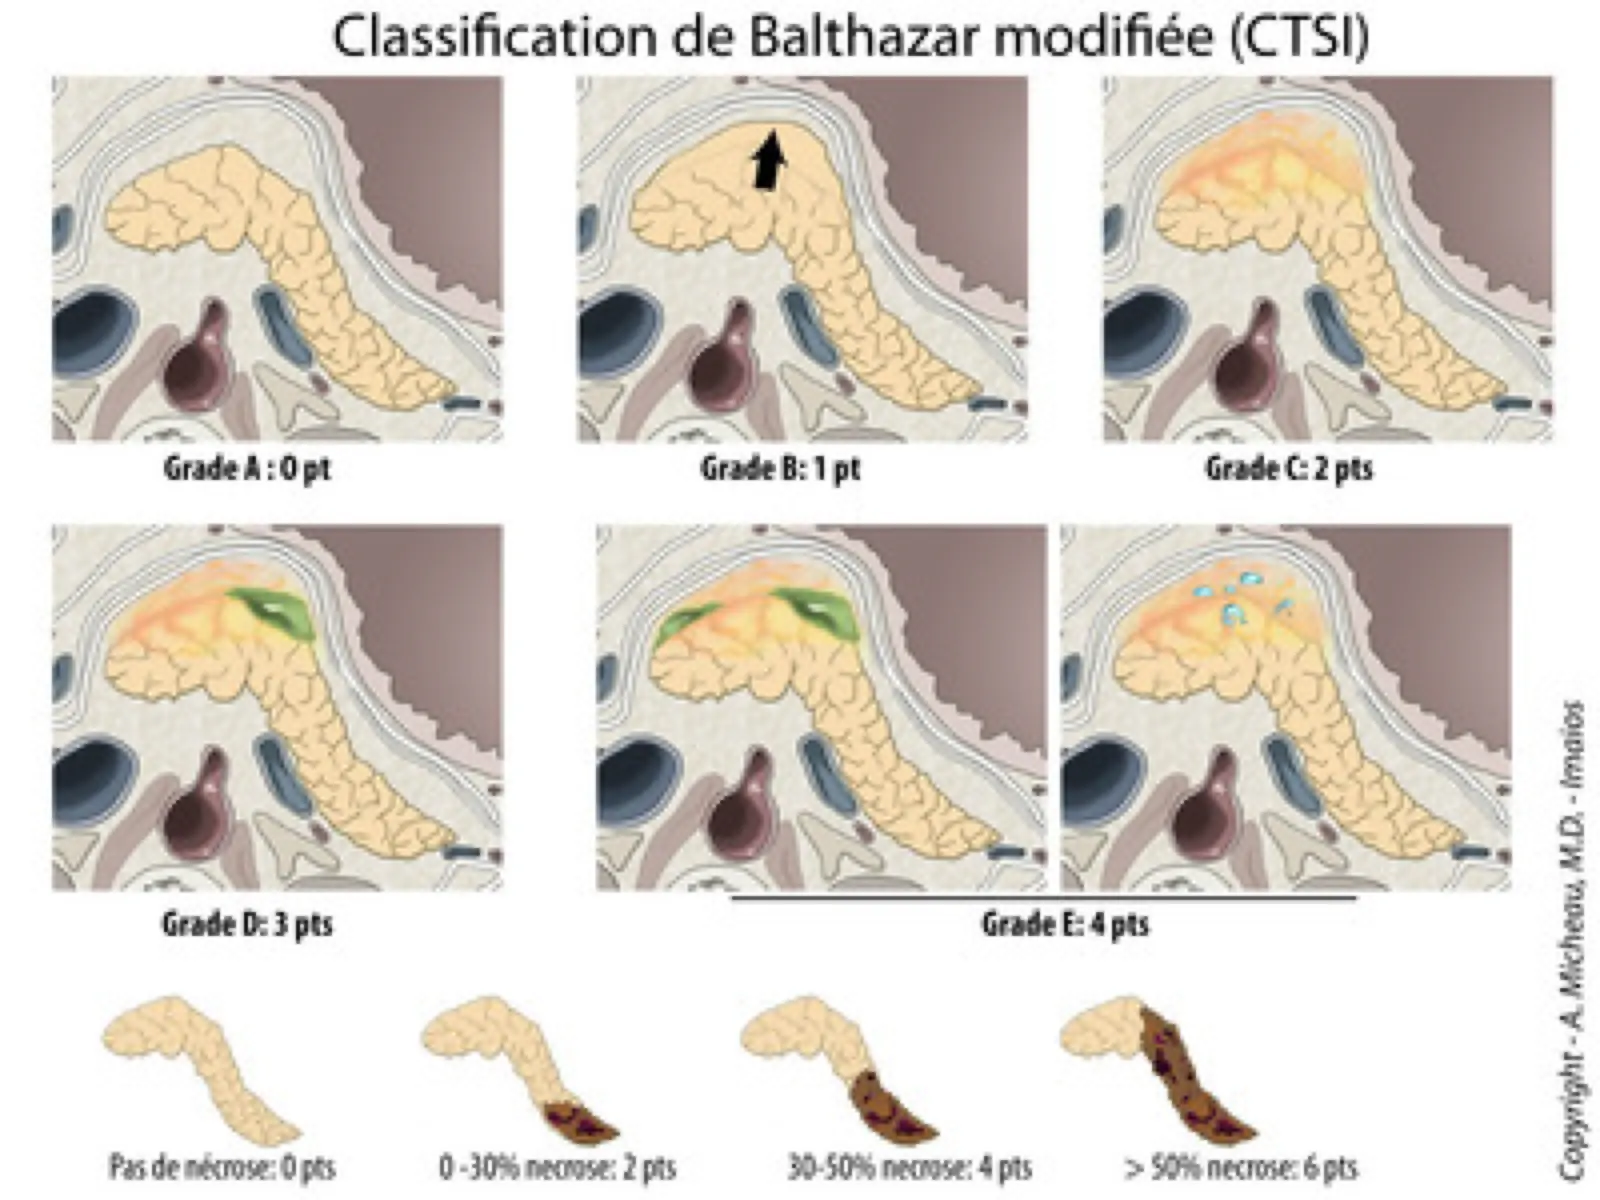 Classification de Balthazar modifiée (CTSI)
Grade A : 0 pt
Grade B: 1 pt
Grade C: 2 pts
Grade D: 3 pts
Grade E: 4 pts
Pas de nécrose: 0 pts
0 -30% necrose: 2 pts
30-50% necrose: 4 pts
> 50% necrose: 6 pts
Copyright - A. Micheau, M.D. - Imaios